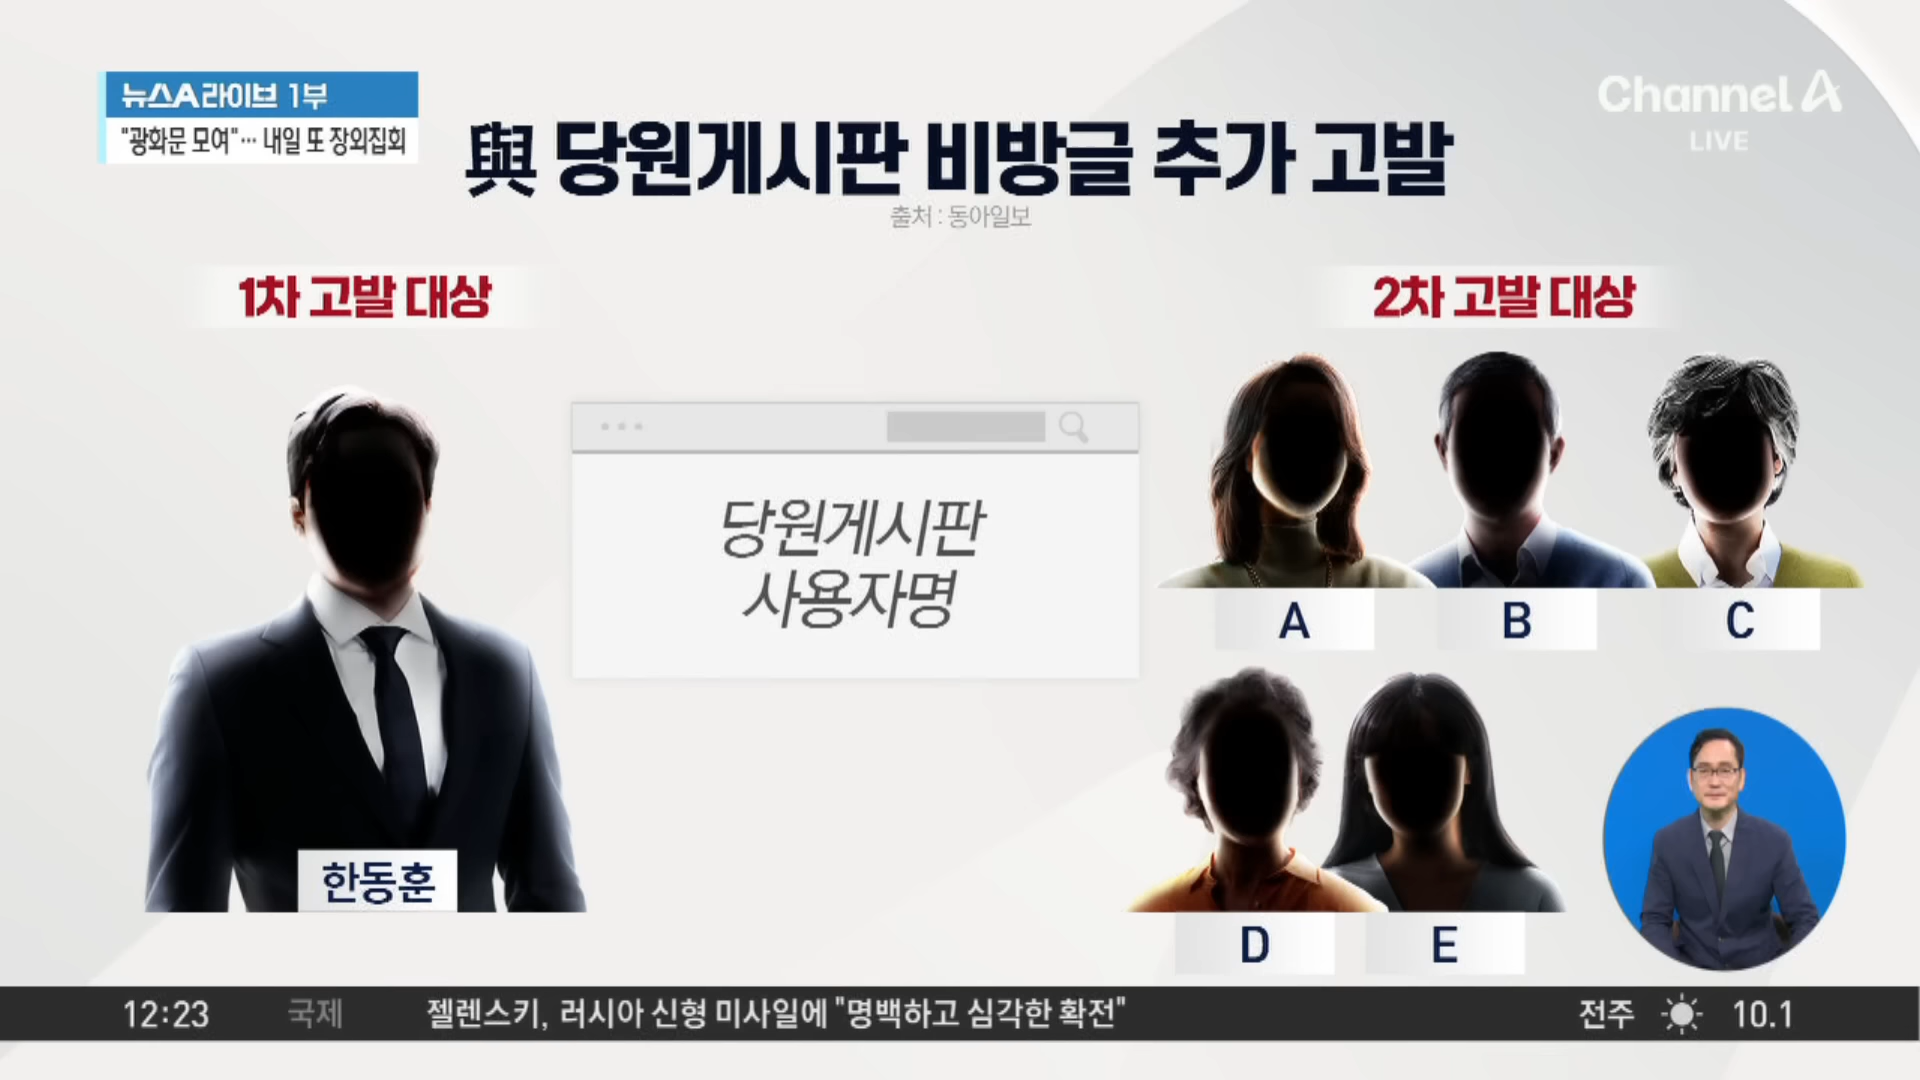 뉴스A 라이브 1부
"광화문 모여"… 내일 또 장외집회
Channel A
LIVE
與 당원게시판 비방글 추가 고발
출처 : 동아일보
1차 고발 대상
2차 고발 대상
당원게시판
사용자명
A
B
C
한동훈
D
E
12:23 국제 젤렌스키, 러시아 신형 미사일에 "명백하고 심각한 확전" 전주 10.1